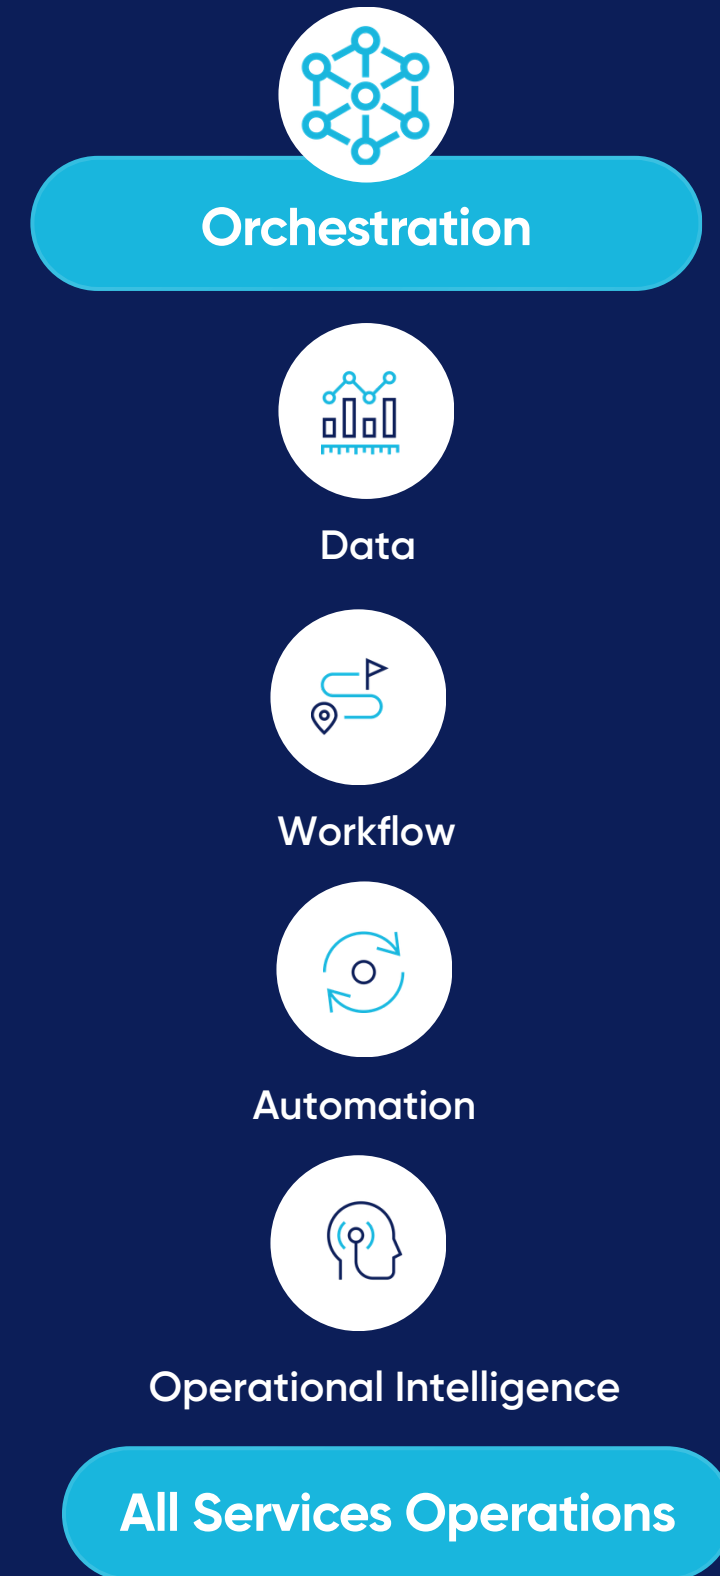 Orchestration
Data
Workflow
Automation
Operational Intelligence
All Services Operations